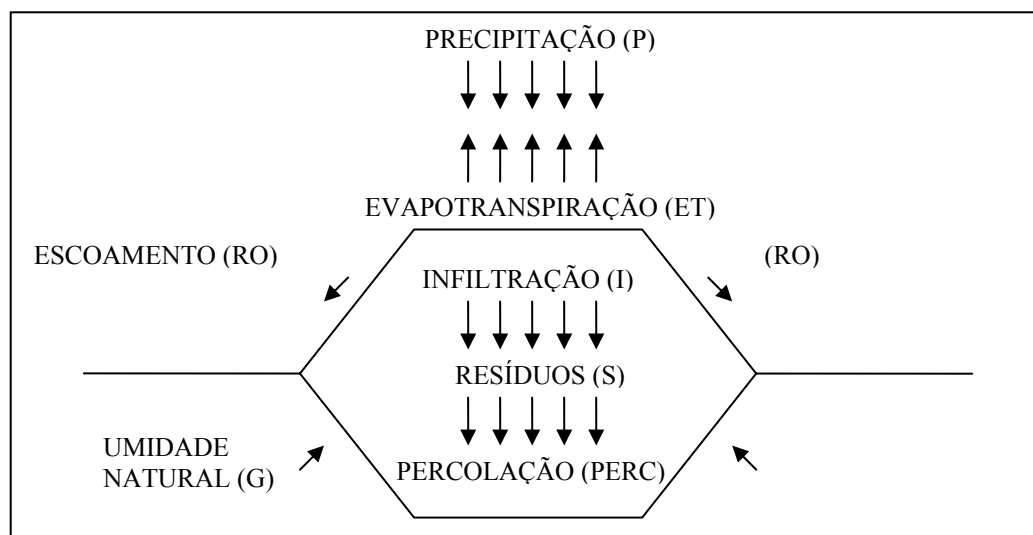 PRECIPITAÇÃO (P)
EVAPOTRANSPIRAÇÃO (ET)
ESCOAMENTO (RO)
(RO)
INFILTRAÇÃO (I)
RESÍDUOS (S)
UMIDADE
NATURAL (G)
PERCOLAÇÃO (PERC)